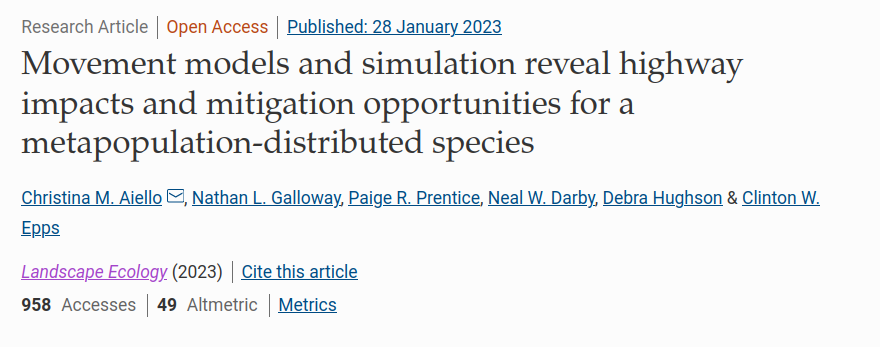 Research Article | Open Access | Published: 28 January 2023
Movement models and simulation reveal highway
impacts and mitigation opportunities for a
metapopulation-distributed species
Christina M. Aiello, Nathan L. Galloway, Paige R. Prentice, Neal W. Darby, Debra Hughson & Clinton W.
Epps
Landscape Ecology (2023) | Cite this article
958 Accesses | 49 Altmetric | Metrics